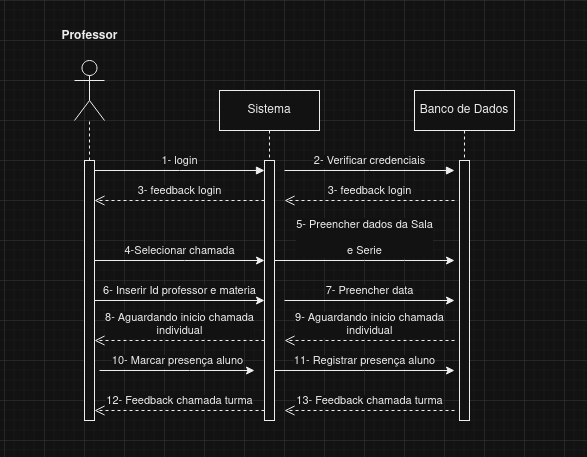 Professor
Sistema
Banco de Dados
1- login
2- Verificar credenciais
3- feedback login
3- feedback login
5- Preencher dados da Sala
4-Selecionar chamada
e Serie
6- Inserir Id professor e materia
7- Preencher data
8- Aguardando inicio chamada
individual
9- Aguardando inicio chamada
individual
10- Marcar presença aluno
11- Registrar presença aluno
12- Feedback chamada turma
13- Feedback chamada turma